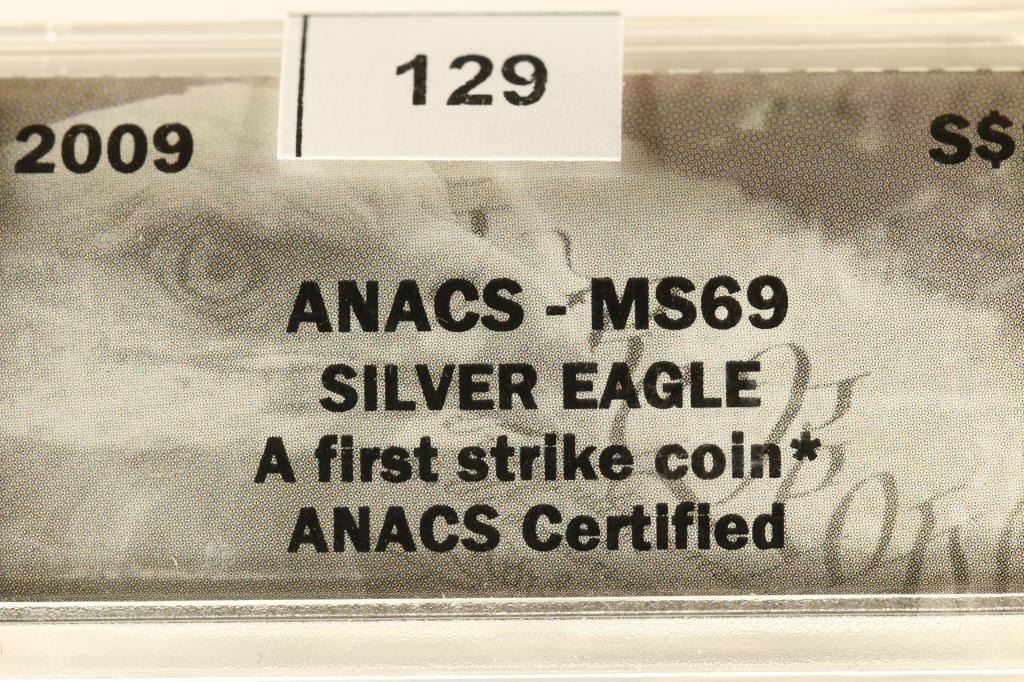 129
2009 S$
ANACS - MS69
SILVER EAGLE
A first strike coin*
ANACS Certified